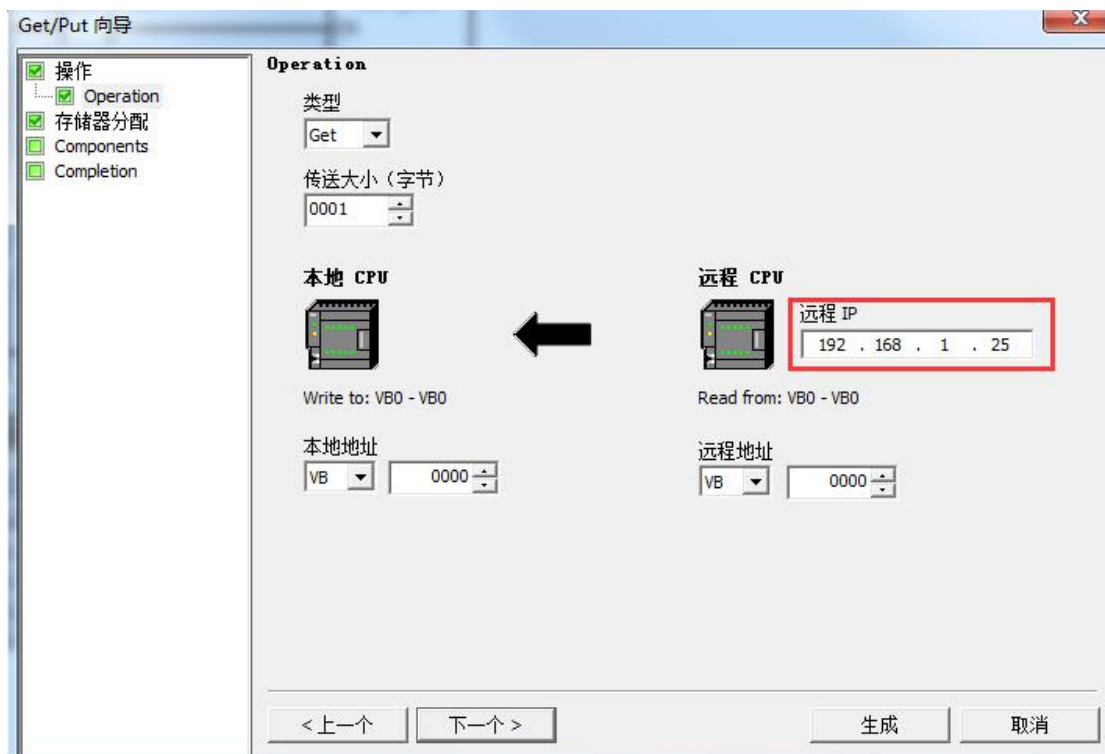 Get/Put 向导
操作
Operation
存储器分配
Components
Completion
Operation
类型
Get
传送大小（字节）
0001
本地 CPU
远程 CPU
远程 IP
192 . 168 . 1 . 25
Write to: VB0 - VB0
Read from: VB0 - VB0
本地地址
VB 0000
远程地址
VB 0000
<上一个
下一个 >
生成
取消